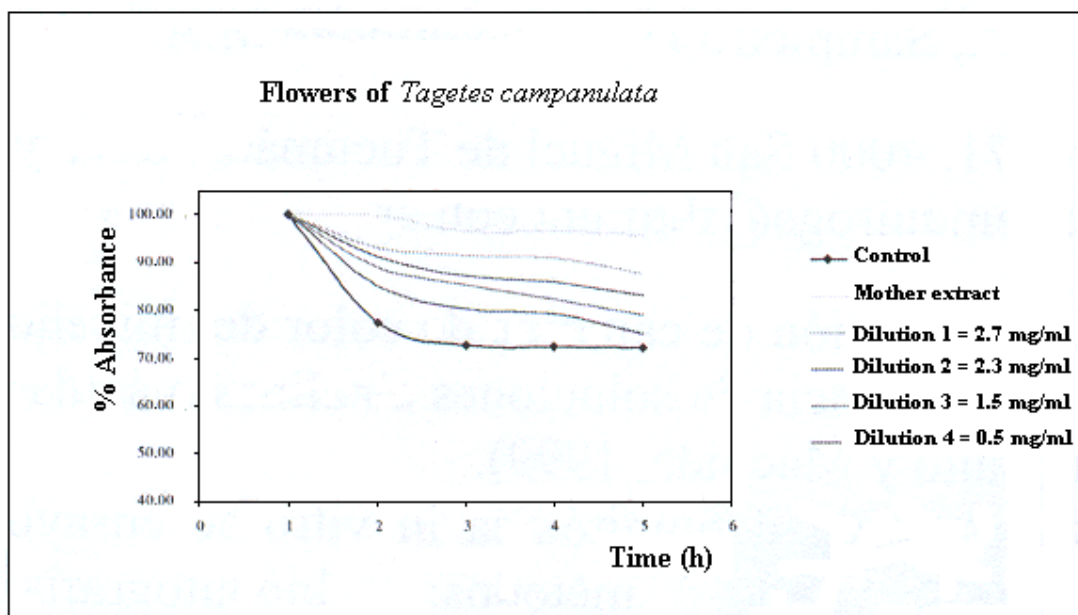 Flowers of Tagetes campanulata
% Absorbance
100.00
90.00
80.00
70.06
60.00
50.00
40.00
0
1
2
3
4
5
6
Time (h)
Control
Mother extract
Dilution 1 = 2.7 mg/ml
Dilution 2 = 2.3 mg/ml
Dilution 3 = 1.5 mg/ml
Dilution 4 = 0.5 mg/ml